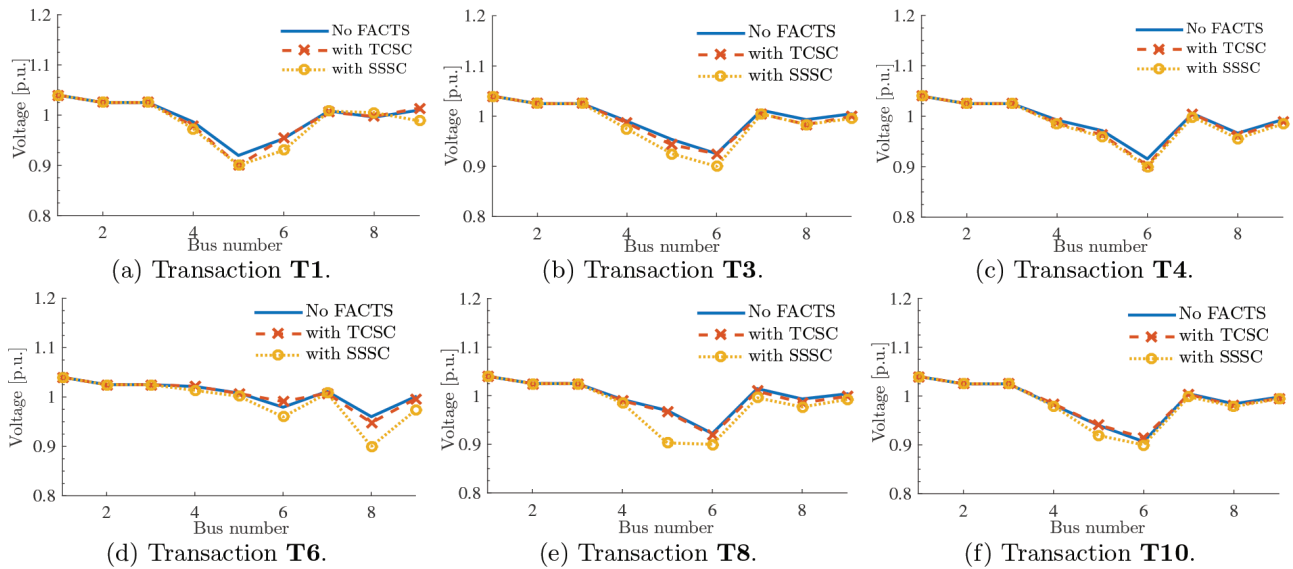 1.2
1.1
1
0.9
0.8
Voltage [p.u.]
No FACTS
with TCSC
with SSSC
2 4 6 8
Bus number
(a) Transaction T1.
1.2
1.1
1
0.9
0.8
Voltage [p.u.]
No FACTS
with TCSC
with SSSC
2 4 6 8
Bus number
(b) Transaction T3.
1.2
1.1
1
0.9
0.8
Voltage [p.u.]
No FACTS
with TCSC
with SSSC
2 4 6 8
Bus number
(c) Transaction T4.
1.2
1.1
1
0.9
0.8
Voltage [p.u.]
No FACTS
with TCSC
with SSSC
2 4 6 8
Bus number
(d) Transaction T6.
1.2
1.1
1
0.9
0.8
Voltage [p.u.]
No FACTS
with TCSC
with SSSC
2 4 6 8
Bus number
(e) Transaction T8.
1.2
1.1
1
0.9
0.8
Voltage [p.u.]
No FACTS
with TCSC
with SSSC
2 4 6 8
Bus number
(f) Transaction T10.